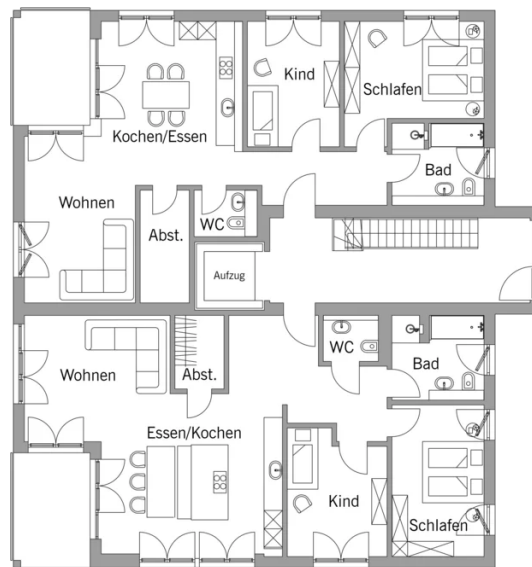 Kind
Schlafen
Kochen/Essen
Bad
Wohnen
WC
Abst.
Aufzug
WC
Bad
Wohnen
Abst.
Essen/Kochen
Kind
Schlafen